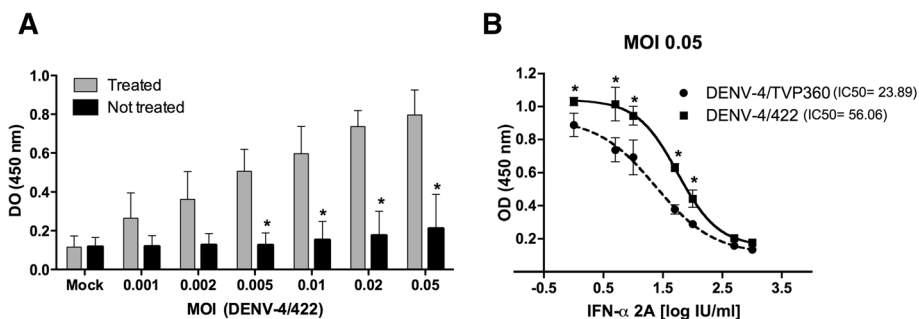 A
DO (450 nm)
1.0
0.8
0.6
0.4
0.2
0.0
Treated
Not treated
* * * *
Mock 0.001 0.002 0.005 0.01 0.02 0.05
MOI (DENV-4/422)
B
MOI 0.05
OD (450 nm)
1.2
1.0
0.8
0.6
0.4
0.2
DENV-4/TVP360 (IC50= 23.89)
DENV-4/422 (IC50= 56.06)
* * * * *
-0.5 0.5 1.5 2.5 3.5
IFN-α 2A [log IU/ml]